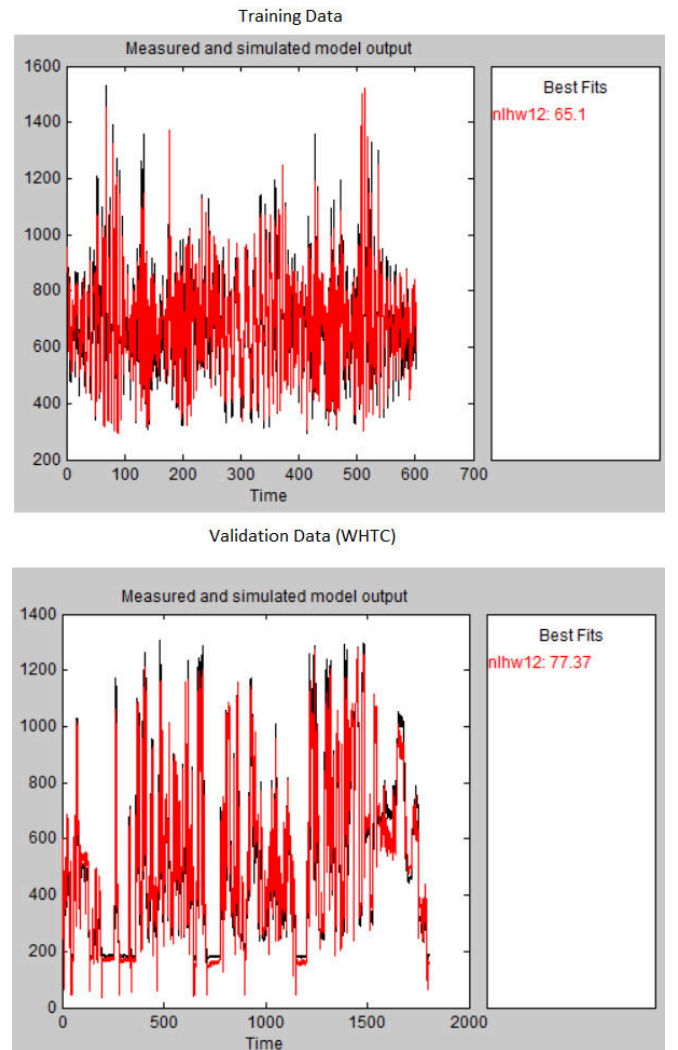 Training Data
Measured and simulated model output
1600
1400
1200
1000
800
600
400
200
0 100 200 300 400 500 600 700
Time
Best Fits
nlhw12: 65.1
Validation Data (WHTC)
Measured and simulated model output
1400
1200
1000
800
600
400
200
0
0 500 1000 1500 2000
Time
Best Fits
nlhw12: 77.37